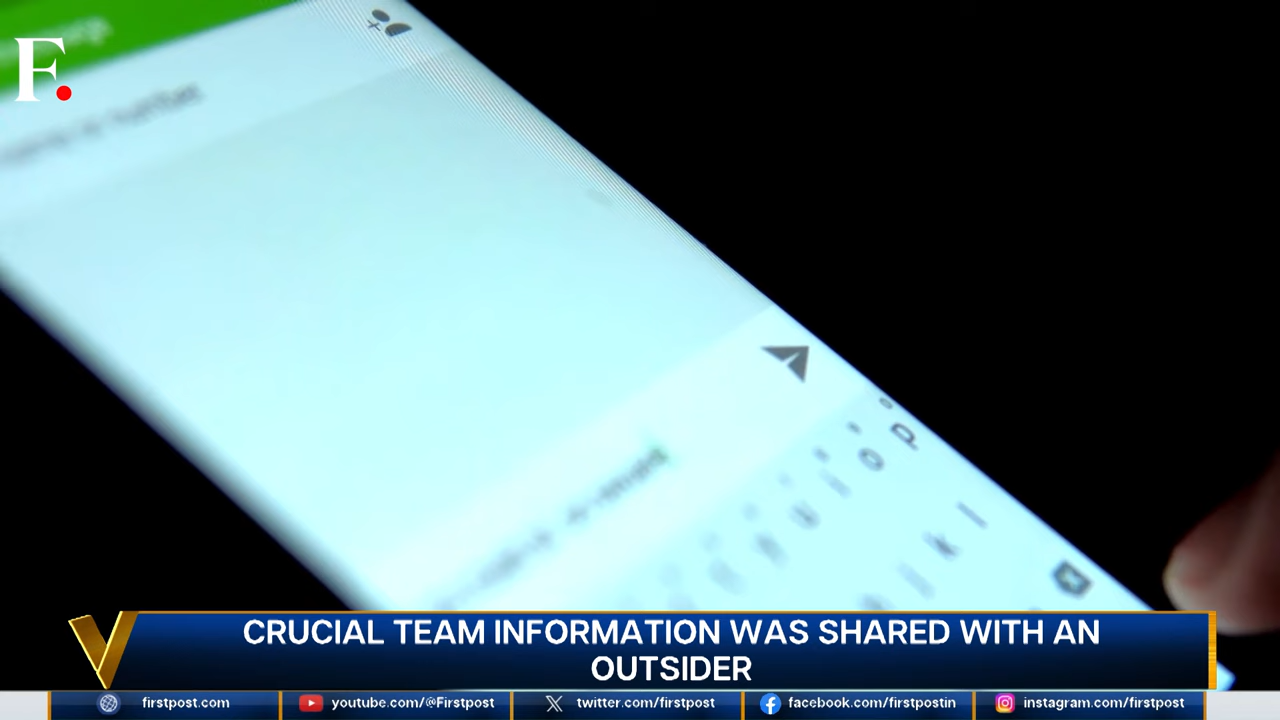 F.
CRUCIAL TEAM INFORMATION WAS SHARED WITH AN
OUTSIDER
o p
k l
firstpost.com
youtube.com/@Firstpost
twitter.com/firstpost
facebook.com/firstpostin
instagram.com/firstpost